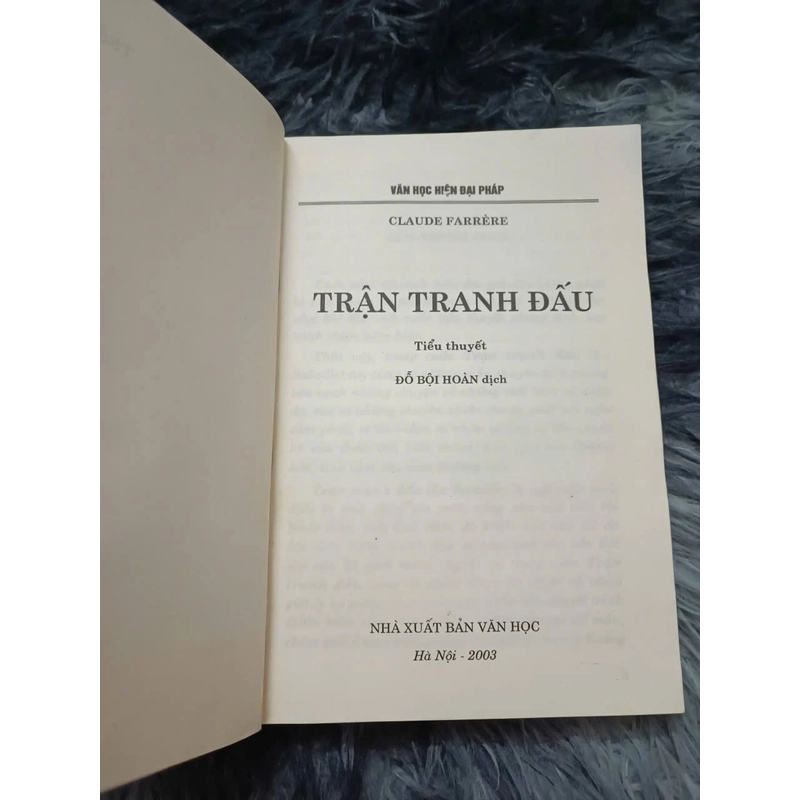 VĂN HỌC HIỆN ĐẠI PHÁP
CLAUDE FARRÈRE
TRẬN TRANH ĐẤU
Tiểu thuyết
ĐỖ BỘI HOÀN dịch
NHÀ XUẤT BẢN VĂN HỌC
Hà Nội - 2003